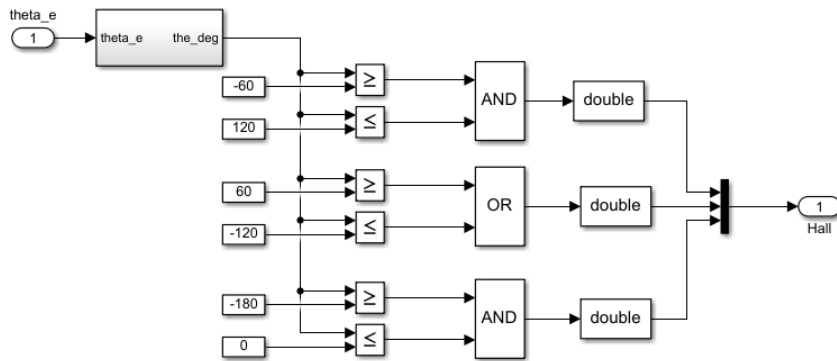 theta_e
1
theta_e the_deg
≥
-60
AND
double
120
≤
≥
60
OR
double
1
Hall
-120
≤
≥
-180
AND
double
0
≤